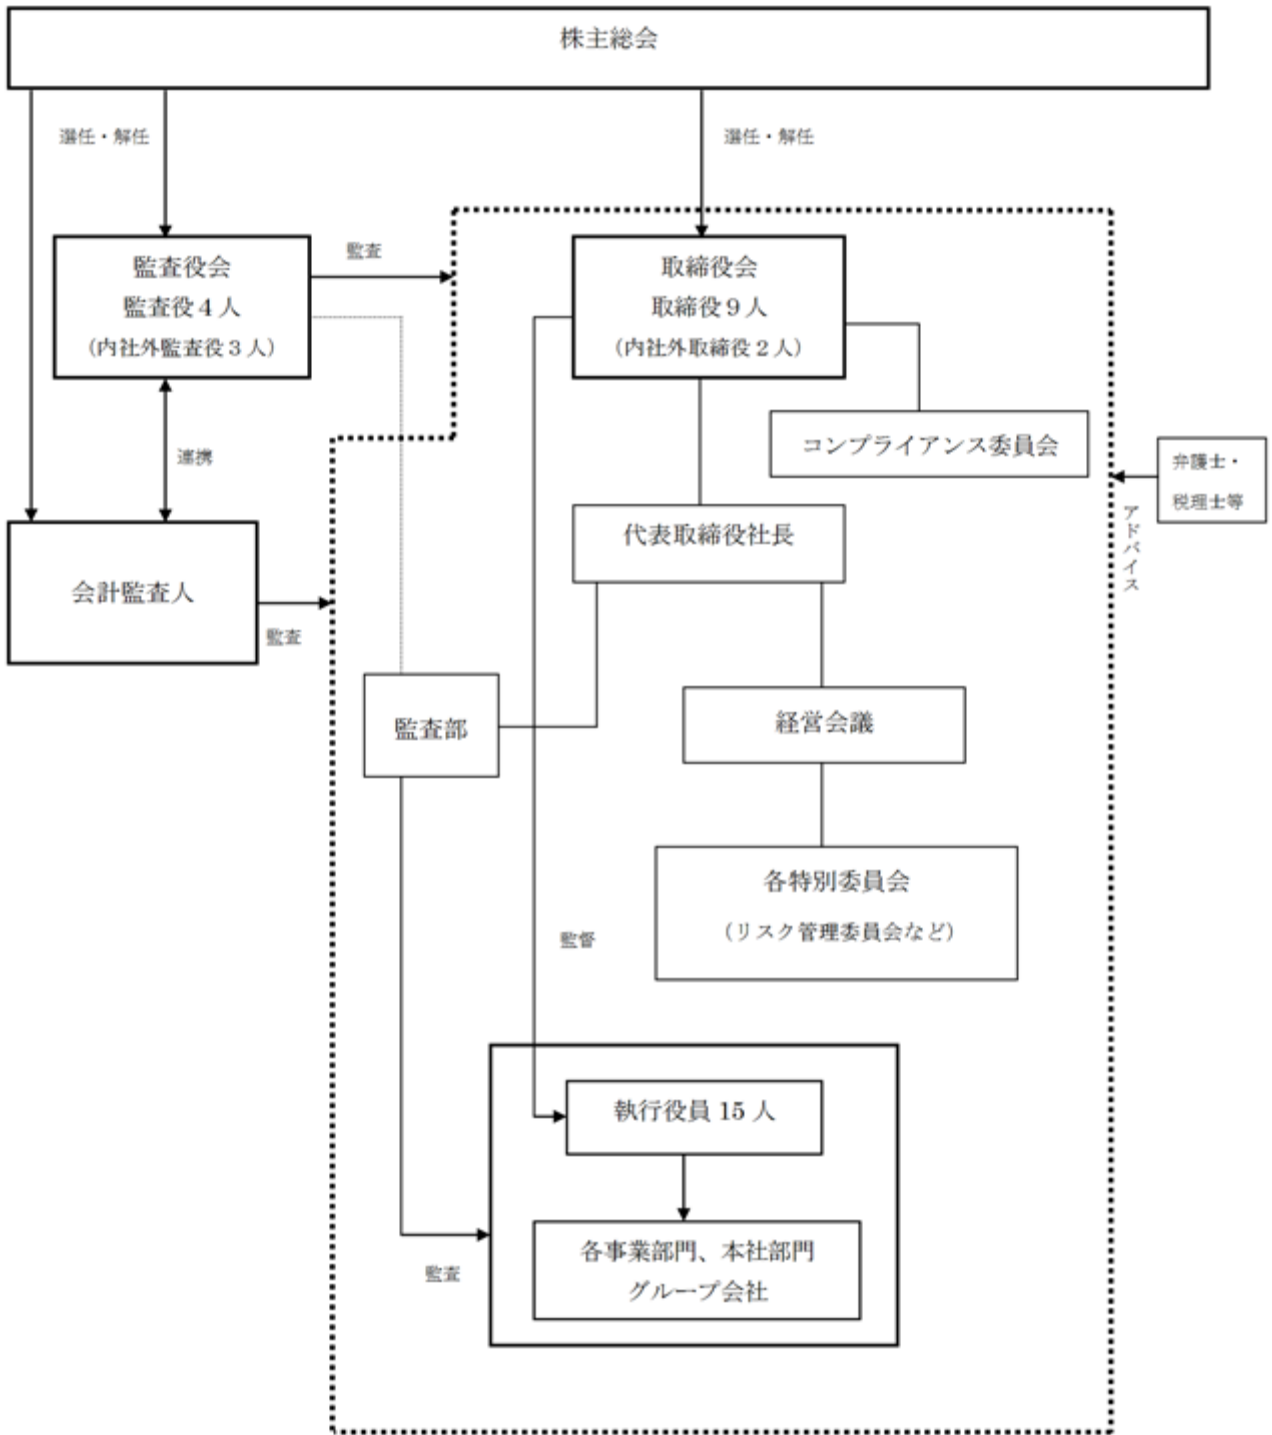 株主総会
選任・解任
選任・解任
監査役会
監査役4人
（内社外監査役3人）
監査
取締役会
取締役9人
（内社外取締役2人）
コンプライアンス委員会
連携
弁護士・
税理士等
アドバイス
代表取締役社長
会計監査人
監査
監査部
経営会議
各特別委員会
（リスク管理委員会など）
監督
執行役員 15 人
各事業部門、本社部門
グループ会社
監査